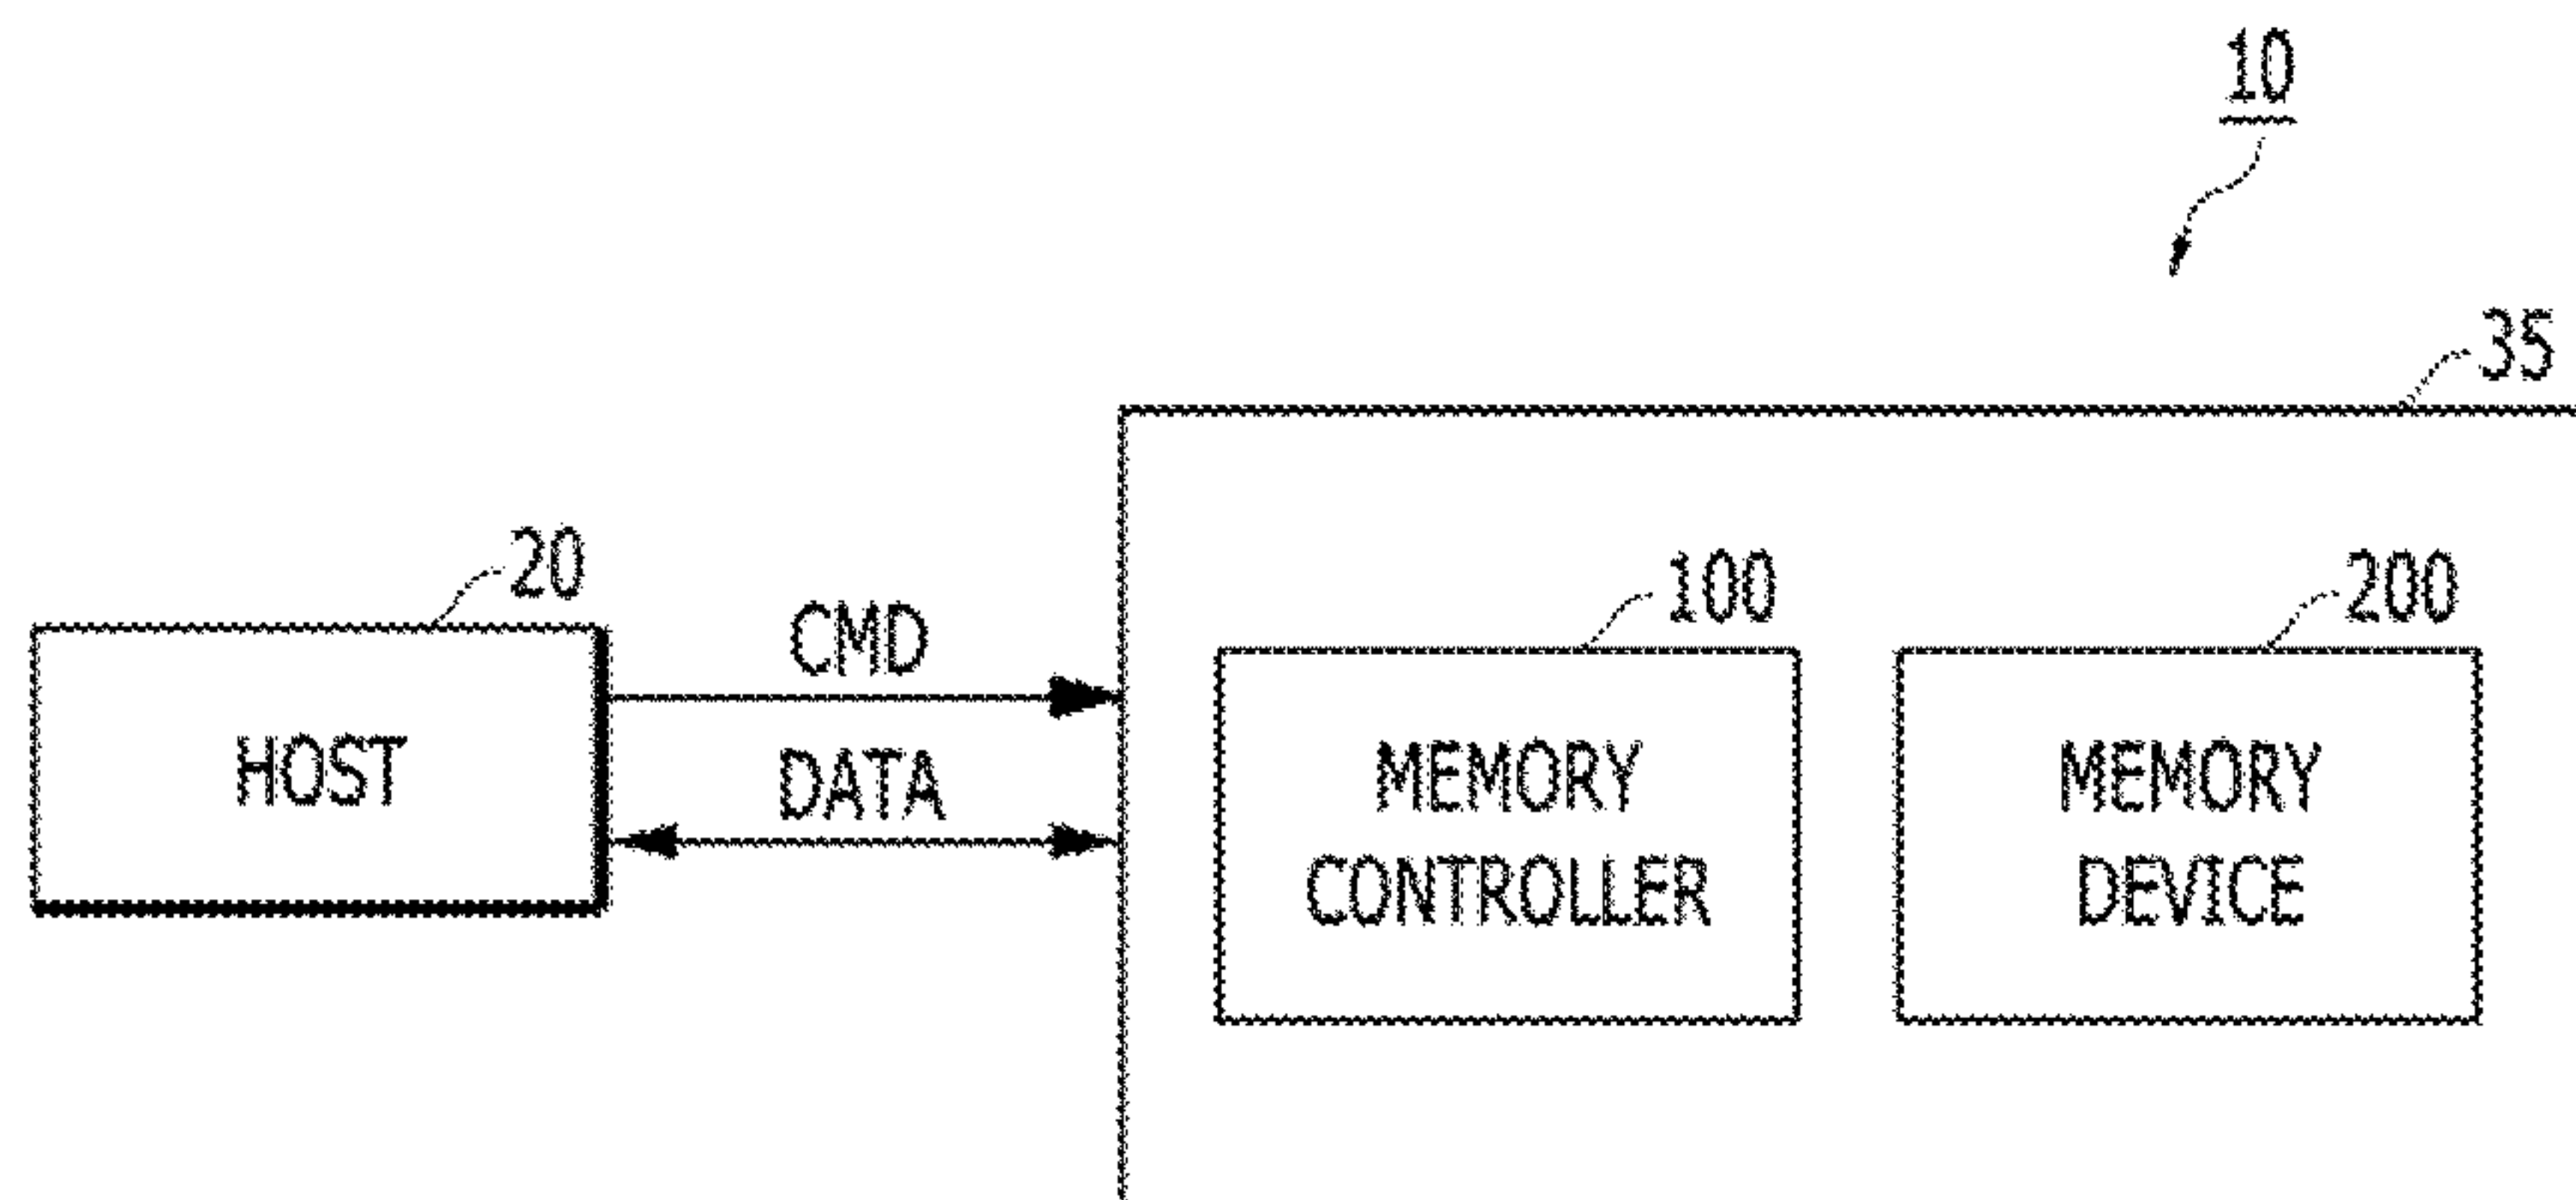 10
35
20
CMD
100
200
HOST
DATA
MEMORY
CONTROLLER
MEMORY
DEVICE